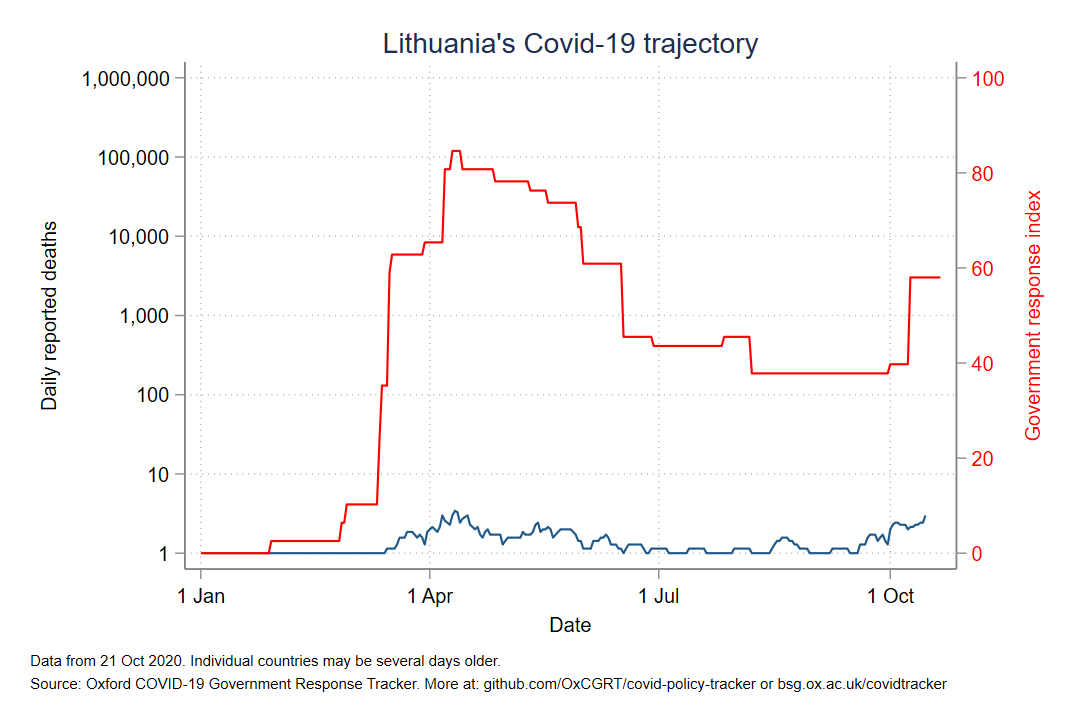 Lithuania's Covid-19 trajectory
1,000,000
100,000
10,000
1,000
100
10
1
Daily reported deaths
100
80
60
40
20
0
Government response index
1 Jan
1 Apr
1 Jul
1 Oct
Date
Data from 21 Oct 2020. Individual countries may be several days older.
Source: Oxford COVID-19 Government Response Tracker. More at: github.com/OxCGRT/covid-policy-tracker or bsg.ox.ac.uk/covidtracker